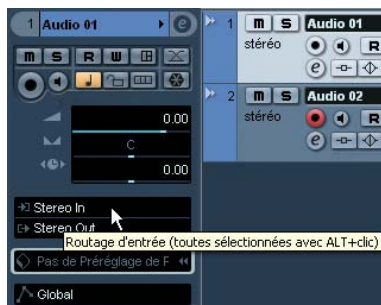 1 Audio 01 e
m S R W
0.00
C
0.00
Stereo In
Stereo Out
Routage d'entrée (toutes sélectionnées avec ALT+clic)
Pas de Préréglage de F
Global
1 m S Audio 01
stéréo R
e
2 m S Audio 02
stéréo R
e